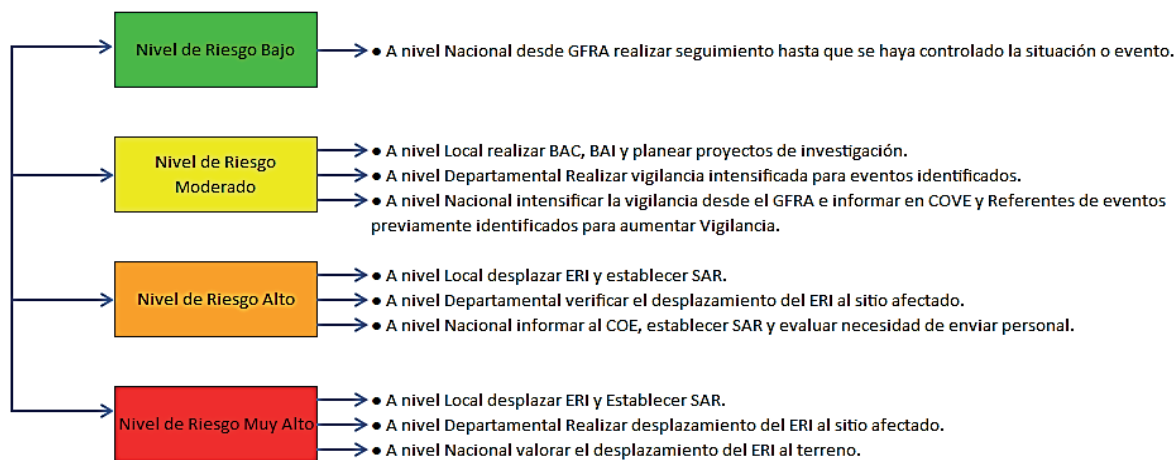 Nivel de Riesgo Bajo
● A nivel Nacional desde GFRA realizar seguimiento hasta que se haya controlado la situación o evento.
Nivel de Riesgo
Moderado
● A nivel Local realizar BAC, BAI y planear proyectos de investigación.
● A nivel Departamental Realizar vigilancia intensificada para eventos identificados.
● A nivel Nacional intensificar la vigilancia desde el GFRA e informar en COVE y Referentes de eventos
previamente identificados para aumentar Vigilancia.
Nivel de Riesgo Alto
● A nivel Local desplazar ERI y establecer SAR.
● A nivel Departamental verificar el desplazamiento del ERI al sitio afectado.
● A nivel Nacional informar al COE, establecer SAR y evaluar necesidad de enviar personal.
Nivel de Riesgo Muy Alto
● A nivel Local desplazar ERI y Establecer SAR.
● A nivel Departamental Realizar desplazamiento del ERI al sitio afectado.
● A nivel Nacional valorar el desplazamiento del ERI al terreno.